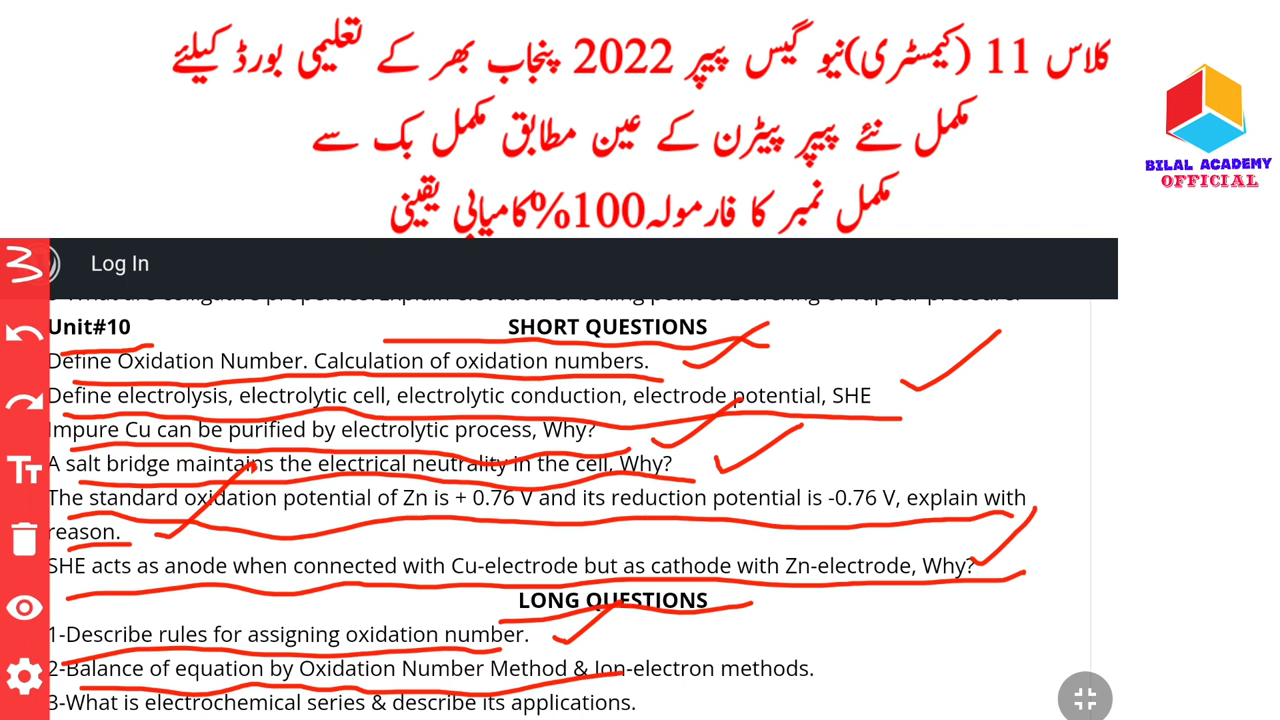 کلاس 11 (کیمسٹری)نیو گیس پیپر 2022 پنجاب بھر کے تعلیمی بورڈ کیلئے
مکمل نئے پیپر پیٹرن کے عین مطابق مکمل بک سے
مکمل نمبر کا فارمولہ100%کامیابی یقینی
BILAL ACADEMY
OFFICIAL
Log In
Unit#10
SHORT QUESTIONS
Define Oxidation Number. Calculation of oxidation numbers.
Define electrolysis, electrolytic cell, electrolytic conduction, electrode potential, SHE
Impure Cu can be purified by electrolytic process, Why?
A salt bridge maintains the electrical neutrality in the cell, Why?
The standard oxidation potential of Zn is + 0.76 V and its reduction potential is -0.76 V, explain with
reason.
SHE acts as anode when connected with Cu-electrode but as cathode with Zn-electrode, Why?
LONG QUESTIONS
1-Describe rules for assigning oxidation number.
2-Balance of equation by Oxidation Number Method & Ion-electron methods.
3-What is electrochemical series & describe its applications.
Tт